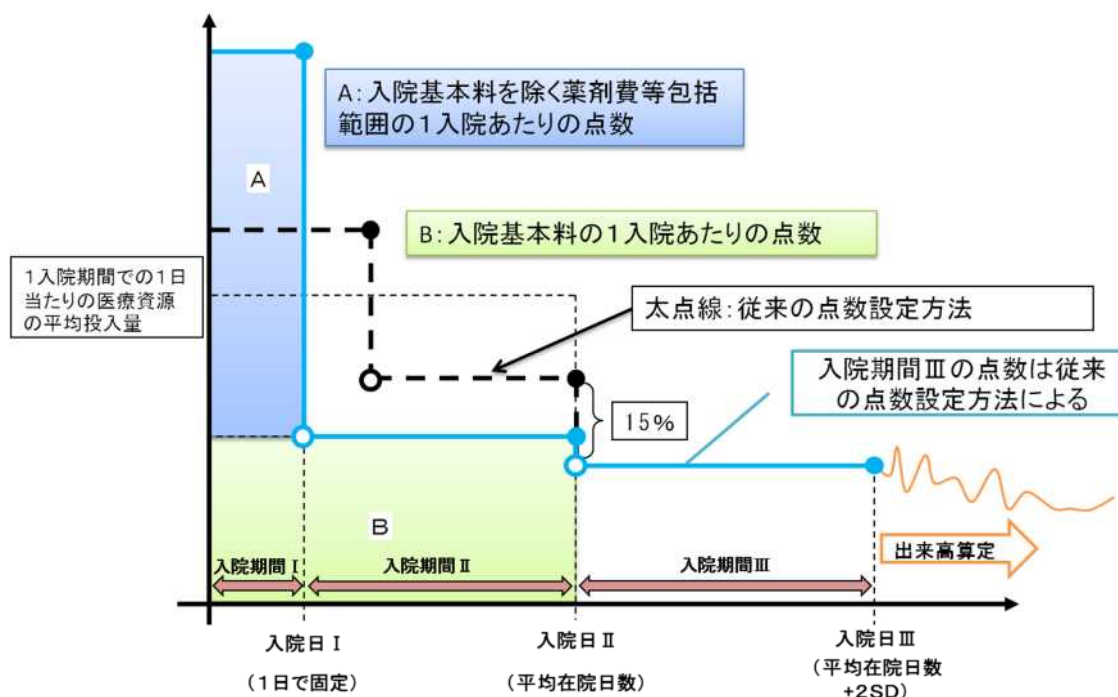 A:入院基本料を除く薬剤費等包括
範囲の１入院あたりの点数
A
B:入院基本料の１入院あたりの点数
１入院期間での１日
当たりの医療資源
の平均投入量
太点線:従来の点数設定方法
入院期間Ⅲの点数は従来
の点数設定方法による
15%
B
出来高算定
入院期間Ⅰ
入院期間Ⅱ
入院期間Ⅲ
入院日Ⅰ
(１日で固定)
入院日Ⅱ
(平均在院日数)
入院日Ⅲ
(平均在院日数
+2SD)